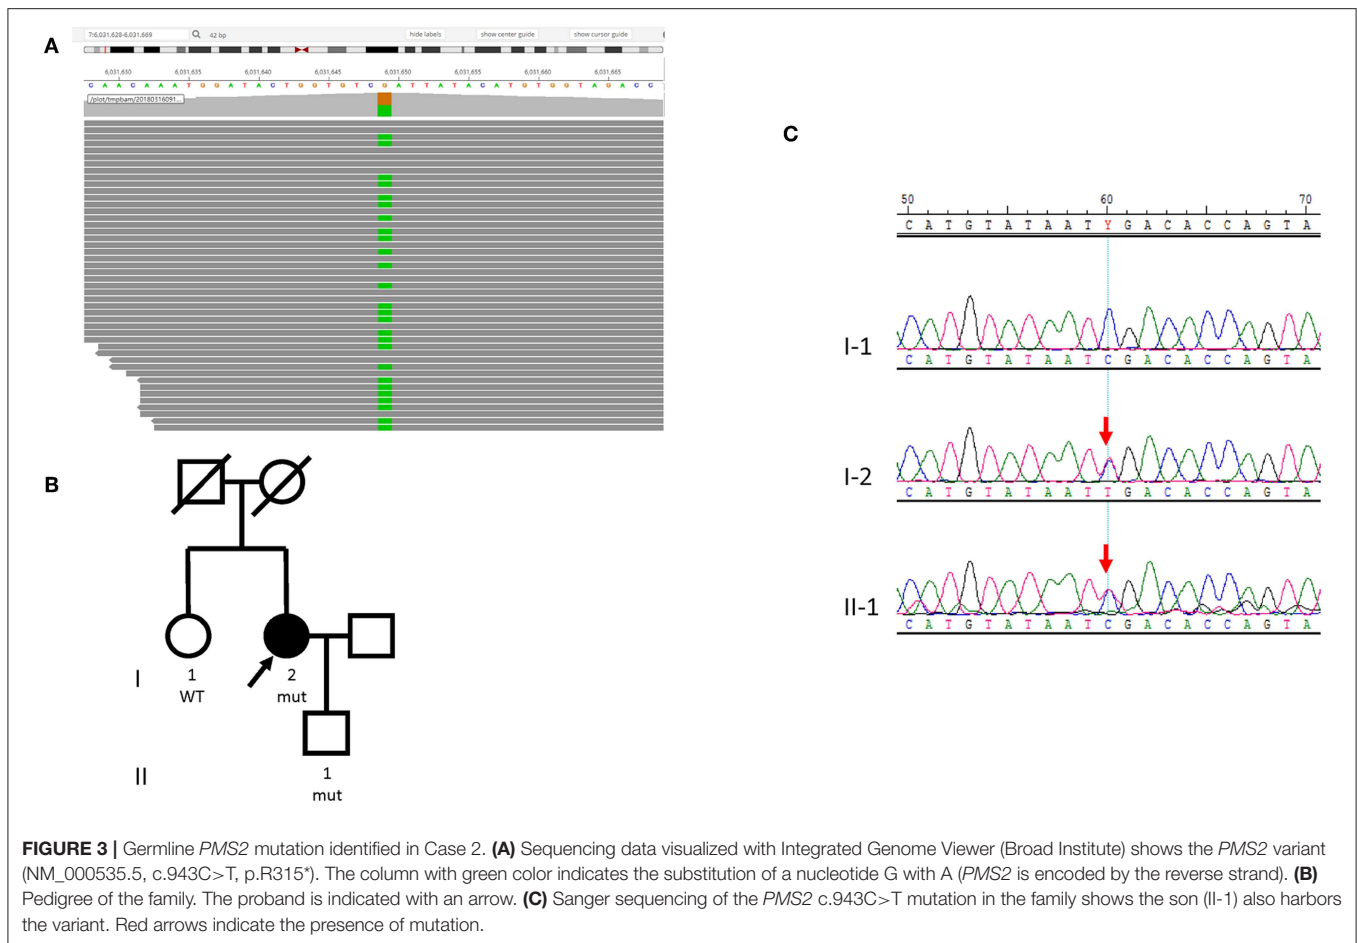 A
7:6,031,628-6,031,669
42 bp
hide labels
show center guide
show cursor guide
6,031,630 6,031,635 6,031,640 6,031,645 6,031,650 6,031,655 6,031,660 6,031,665
C A A C A A A T G G A T A C T G G T G T C G A T T A T A C A T G T G G T A G A C C
/plot/tmpbam/20180316091...
B
1
WT
2
mut
I
II
1
mut
C
50 60 70
C A T G T A T A A T Y G A C A C C A G T A
I-1
C A T G T A T A A T C G A C A C C A G T A
I-2
C A T G T A T A A T T G A C A C C A G T A
II-1
C A T G T A T A A T C G A C A C C A G T A
FIGURE 3 | Germline PMS2 mutation identified in Case 2. (A) Sequencing data visualized with Integrated Genome Viewer (Broad Institute) shows the PMS2 variant
(NM_000535.5, c.943C>T, p.R315*). The column with green color indicates the substitution of a nucleotide G with A (PMS2 is encoded by the reverse strand). (B)
Pedigree of the family. The proband is indicated with an arrow. (C) Sanger sequencing of the PMS2 c.943C>T mutation in the family shows the son (II-1) also harbors
the variant. Red arrows indicate the presence of mutation.